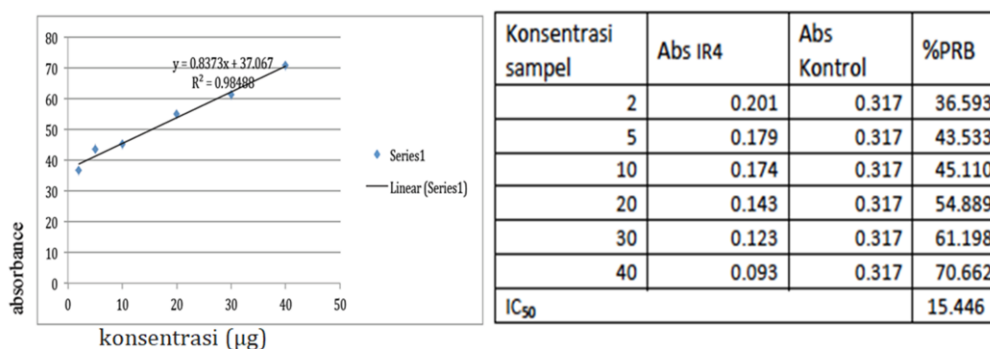 80
70
60
50
40
30
20
10
0
y = 0.8373x + 37.067
R² = 0.98488
Series1
Linear (Series1)
0 10 20 30 40 50
absorbance
konsentrasi (µg)
Konsentrasi sampel Abs IR4 Abs Kontrol %PRB
2 0.201 0.317 36.593
5 0.179 0.317 43.533
10 0.174 0.317 45.110
20 0.143 0.317 54.889
30 0.123 0.317 61.198
40 0.093 0.317 70.662
IC₅₀ 15.446